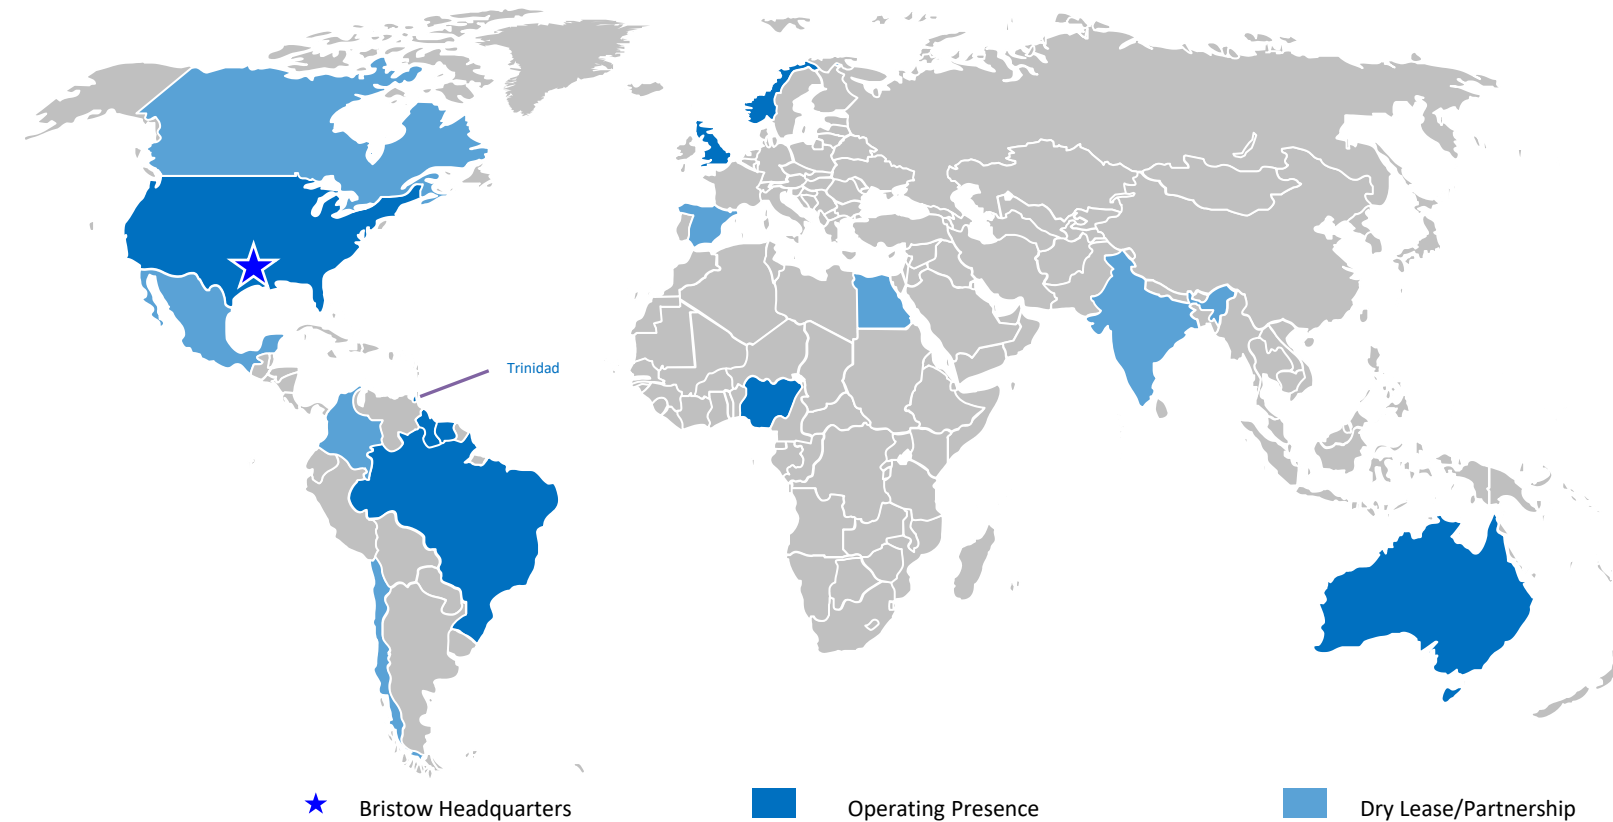 Trinidad
Bristow Headquarters
Operating Presence
Dry Lease/Partnership